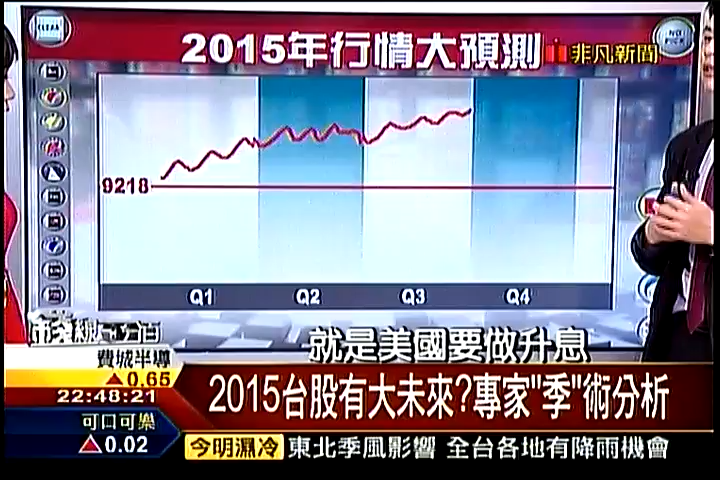 2015年行情大預測
非凡新聞
9218
Q1 Q2 Q3 Q4
就是美國要做升息
費城半導
▲0.65
22:48:21
2015台股有大未來?專家"季"術分析
可口可樂
▲0.02
今明濕冷 東北季風影響 全台各地有降雨機會